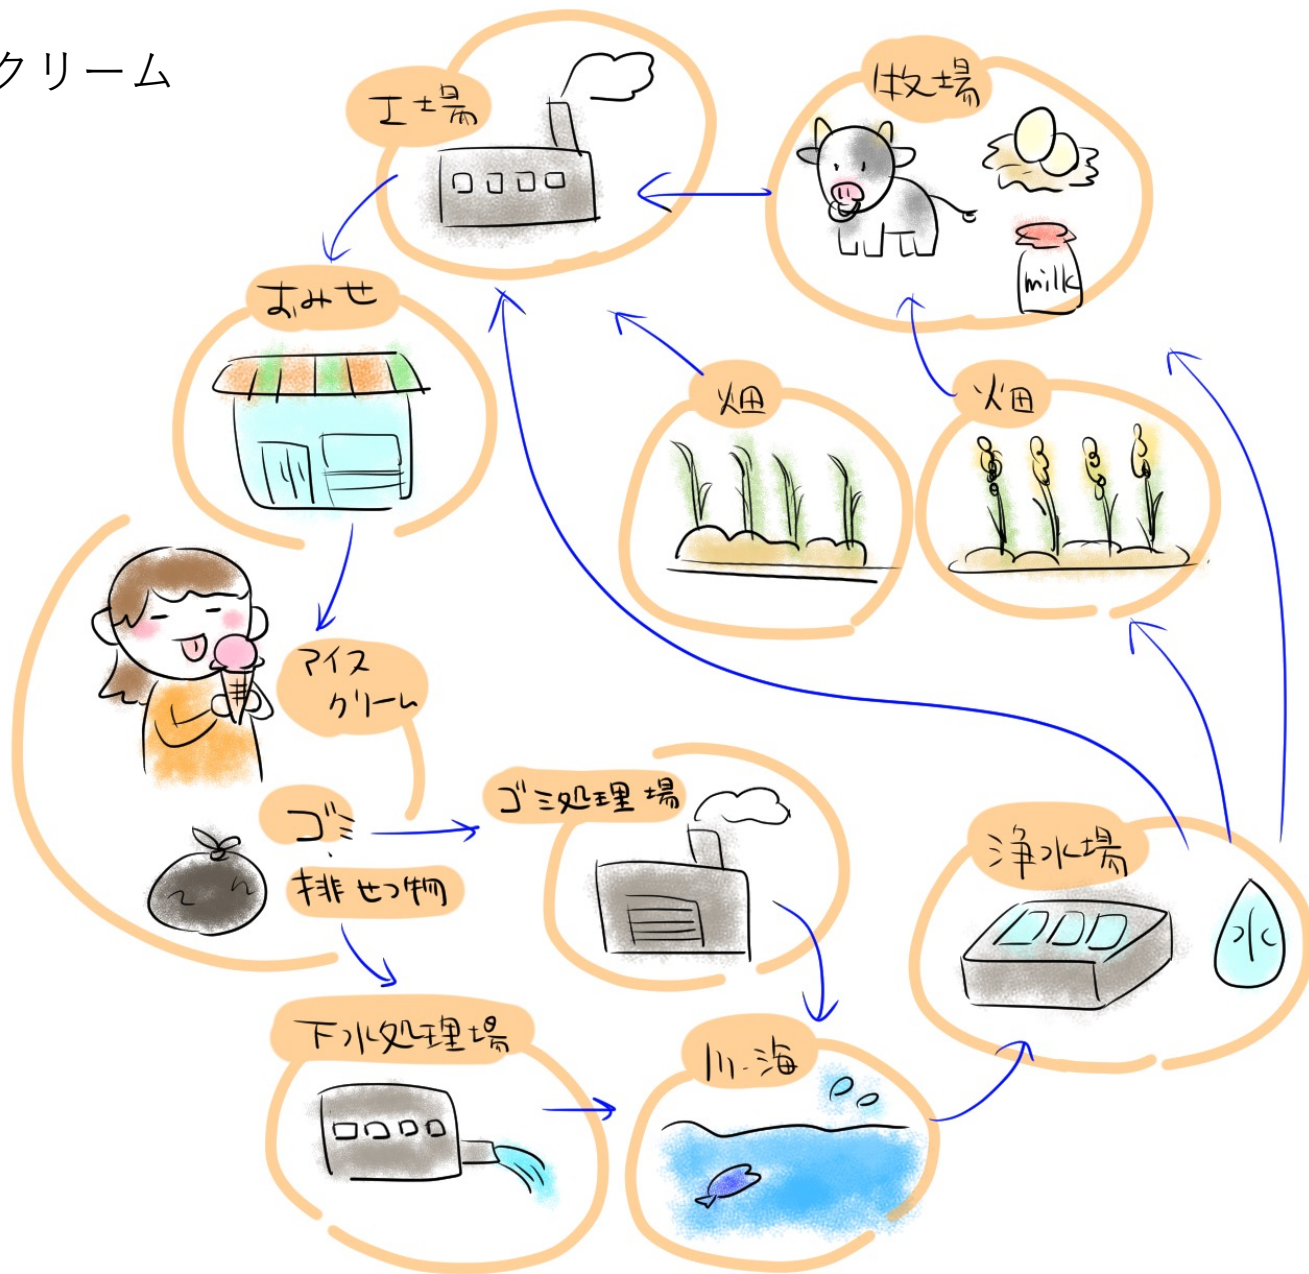 クリーム
工場
牧場
milk
おみせ
畑
畑
アイス
クリーム
ゴミ
排せつ物
ゴミ処理場
浄水場
水
下水処理場
川・海